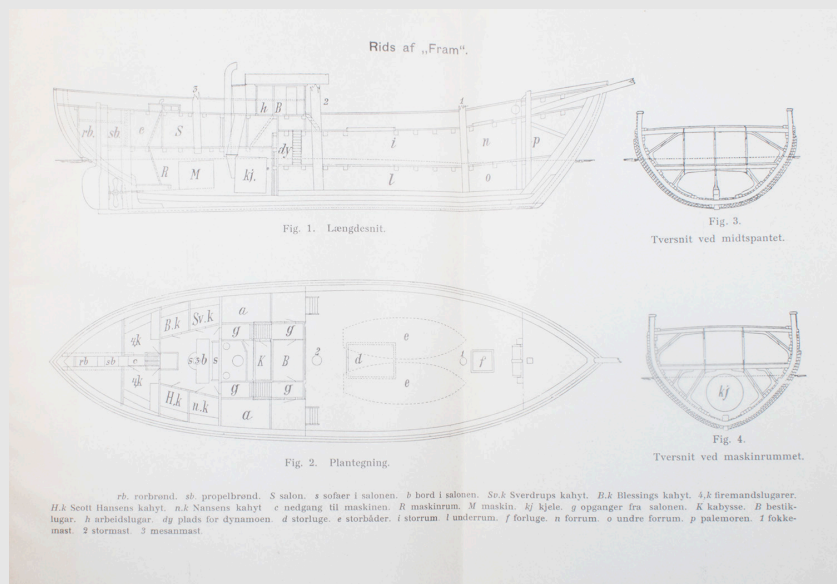 Rids af „Fram“.
3 2 1
h B
rb. sb e S i n p
dy
R M kj. l o
Fig. 1. Længdesnit.
Fig. 3.
Tversnit ved midtspantet.
B.k Sv.k a
4k g g e
rb sb c s b s K B 2 d 1 f
4k g g e
H.k n.k a
kj
Fig. 2. Plantegning.
Fig. 4.
Tversnit ved maskinrummet.
rb. rorbrønd. sb. propelbrønd. S salon. s sofaer i salonen. b bord i salonen. Sv.k Sverdrups kahyt. B.k Blessings kahyt. 4,k firemandslugarer.
H.k Scott Hansens kahyt. n.k Nansens kahyt c nedgang til maskinen. R maskinrum. M maskin. kj kjele. g opganger fra salonen. K kabysse. B bestik-
lugar. h arbeidslugar. dy plads for dynamoen. d storluge. e storbåder. i storrum. l underrum. f forluge. n forrum. o undre forrum. p palemoren. 1 fokke-
mast. 2 stormast. 3 mesanmast.